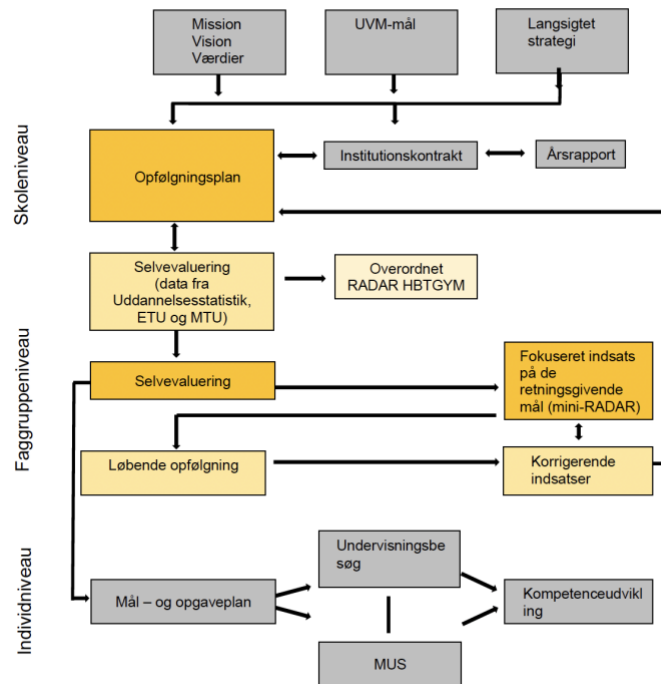 Mission
Vision
Værdier
UVM-mål
Langsigtet
strategi
Skoleniveau
Opfølgningsplan
Institutionskontrakt
Årsrapport
Selvevaluering
(data fra
Uddannelsesstatistik,
ETU og MTU)
Overordnet
RADAR HBTGYM
Faggruppeniveau
Selvevaluering
Fokuseret indsats
på de
retningsgivende
mål (mini-RADAR)
Løbende opfølgning
Korrigerende
indsatser
Individniveau
Mål – og opgaveplan
Undervisningsbe
søg
MUS
Kompetenceudvikl
ing